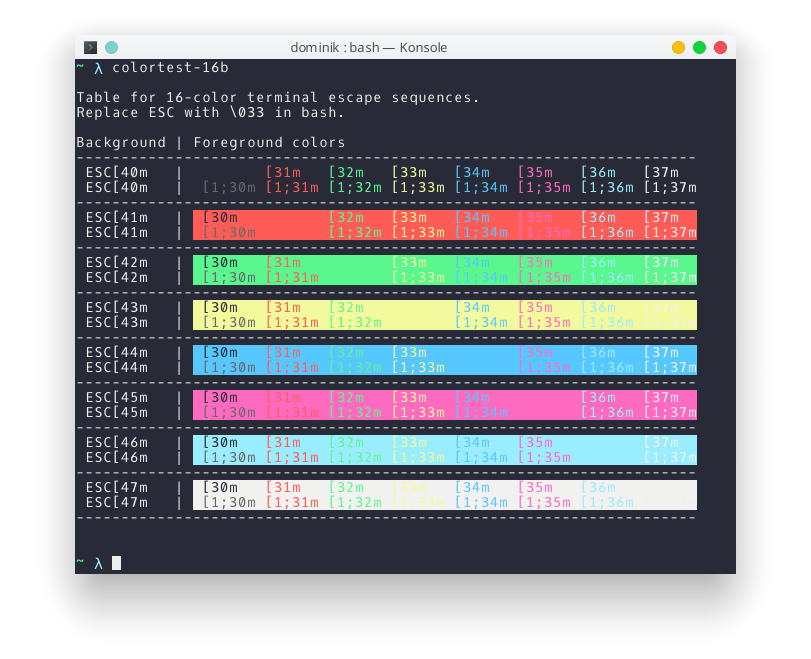 dominik : bash — Konsole
~ λ colortest-16b
Table for 16-color terminal escape sequences.
Replace ESC with \033 in bash.
Background | Foreground colors
---------------------------------------------------------------------
ESC[40m | [31m [32m [33m [34m [35m [36m [37m
ESC[40m | [1;30m [1;31m [1;32m [1;33m [1;34m [1;35m [1;36m [1;37m
---------------------------------------------------------------------
ESC[41m | [30m [32m [33m [34m [35m [36m [37m
ESC[41m | [1;30m [1;32m [1;33m [1;34m [1;35m [1;36m [1;37m
---------------------------------------------------------------------
ESC[42m | [30m [31m [33m [34m [35m [36m [37m
ESC[42m | [1;30m [1;31m [1;33m [1;34m [1;35m [1;36m [1;37m
---------------------------------------------------------------------
ESC[43m | [30m [31m [32m [34m [35m [36m [37m
ESC[43m | [1;30m [1;31m [1;32m [1;34m [1;35m [1;36m [1;37m
---------------------------------------------------------------------
ESC[44m | [30m [31m [32m [33m [35m [36m [37m
ESC[44m | [1;30m [1;31m [1;32m [1;33m [1;35m [1;36m [1;37m
---------------------------------------------------------------------
ESC[45m | [30m [31m [32m [33m [34m [36m [37m
ESC[45m | [1;30m [1;31m [1;32m [1;33m [1;34m [1;36m [1;37m
---------------------------------------------------------------------
ESC[46m | [30m [31m [32m [33m [34m [35m [37m
ESC[46m | [1;30m [1;31m [1;32m [1;33m [1;34m [1;35m [1;37m
---------------------------------------------------------------------
ESC[47m | [30m [31m [32m [33m [34m [35m [36m
ESC[47m | [1;30m [1;31m [1;32m [1;33m [1;34m [1;35m [1;36m
---------------------------------------------------------------------
~ λ